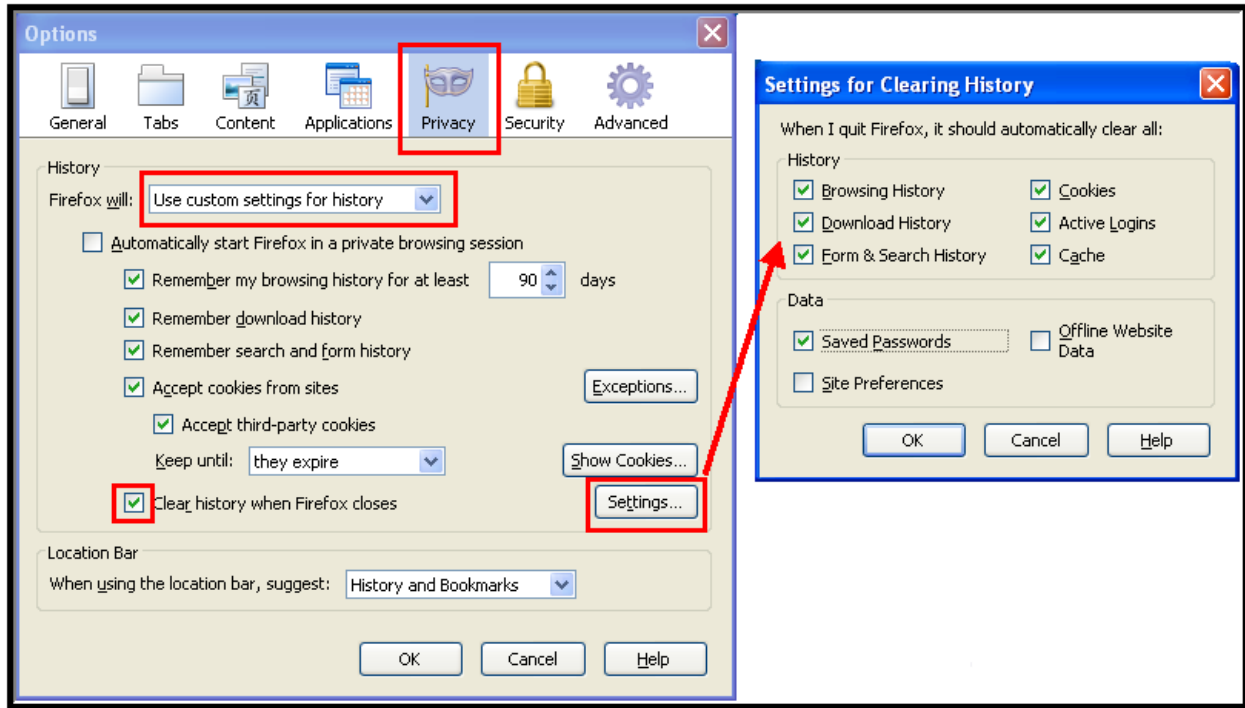 Options
General Tabs Content Applications Privacy Security Advanced
页
History
Firefox will: Use custom settings for history
Automatically start Firefox in a private browsing session
Remember my browsing history for at least 90 days
Remember download history
Remember search and form history
Accept cookies from sites Exceptions...
Accept third-party cookies
Keep until: they expire Show Cookies...
Clear history when Firefox closes Settings...
Location Bar
When using the location bar, suggest: History and Bookmarks
OK Cancel Help
Settings for Clearing History
When I quit Firefox, it should automatically clear all:
History
Browsing History Cookies
Download History Active Logins
Form & Search History Cache
Data
Saved Passwords Offline Website
Data
Site Preferences
OK Cancel Help